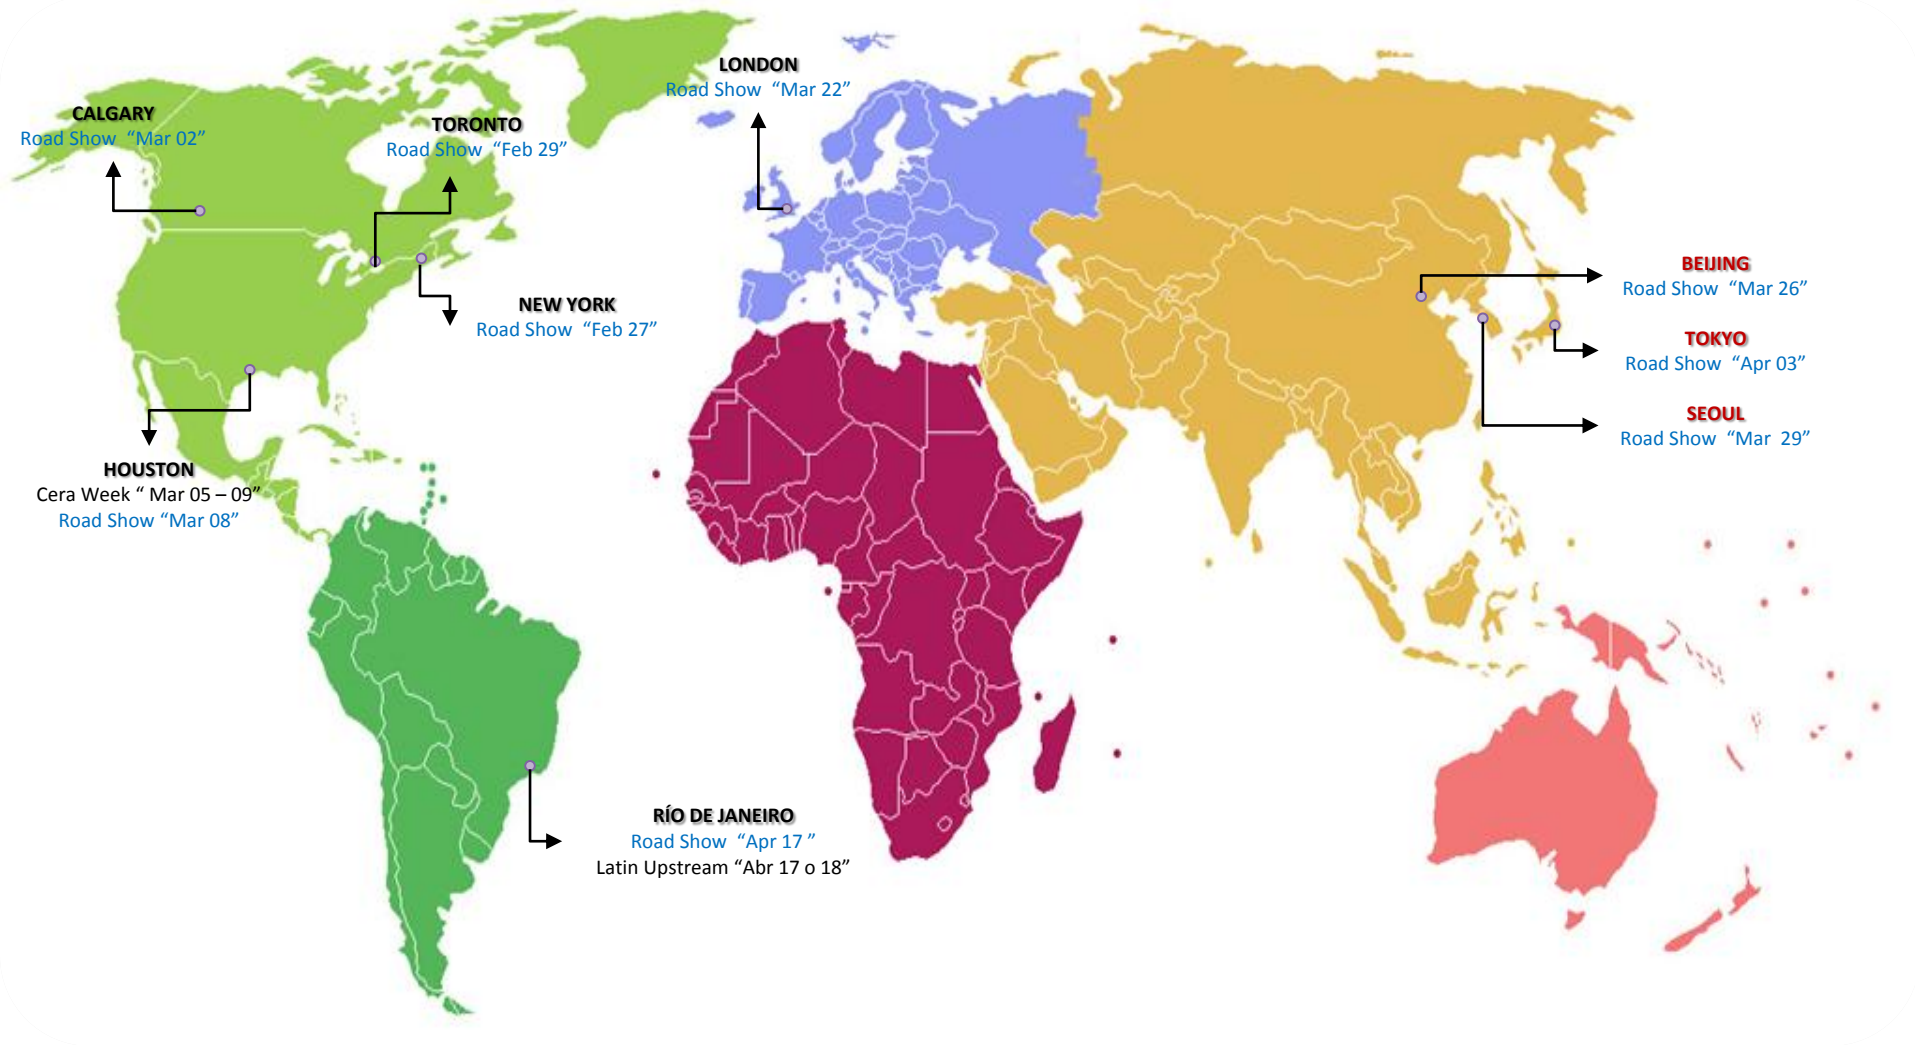 LONDON
Road Show “Mar 22”
CALGARY
Road Show “Mar 02”
TORONTO
Road Show “Feb 29”
NEW YORK
Road Show “Feb 27”
BEIJING
Road Show “Mar 26”
TOKYO
Road Show “Apr 03”
SEOUL
Road Show “Mar 29”
HOUSTON
Cera Week “ Mar 05 – 09”
Road Show “Mar 08”
RÍO DE JANEIRO
Road Show “Apr 17 ”
Latin Upstream “Abr 17 o 18”